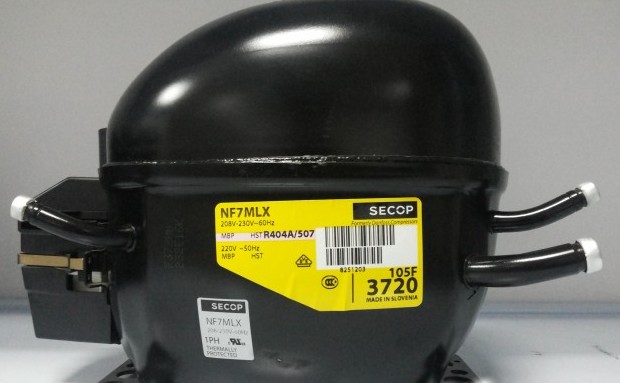 NF7MLX
SECOP
208V-230V~60Hz
Formerly Danfoss Compressors
MBP HST R404A/507
220V ~50Hz
MBP HST
8251203
105F
3720
MADE IN SLOVENIA
SECOP
NF7MLX
1PH
THERMALLY
PROTECTED